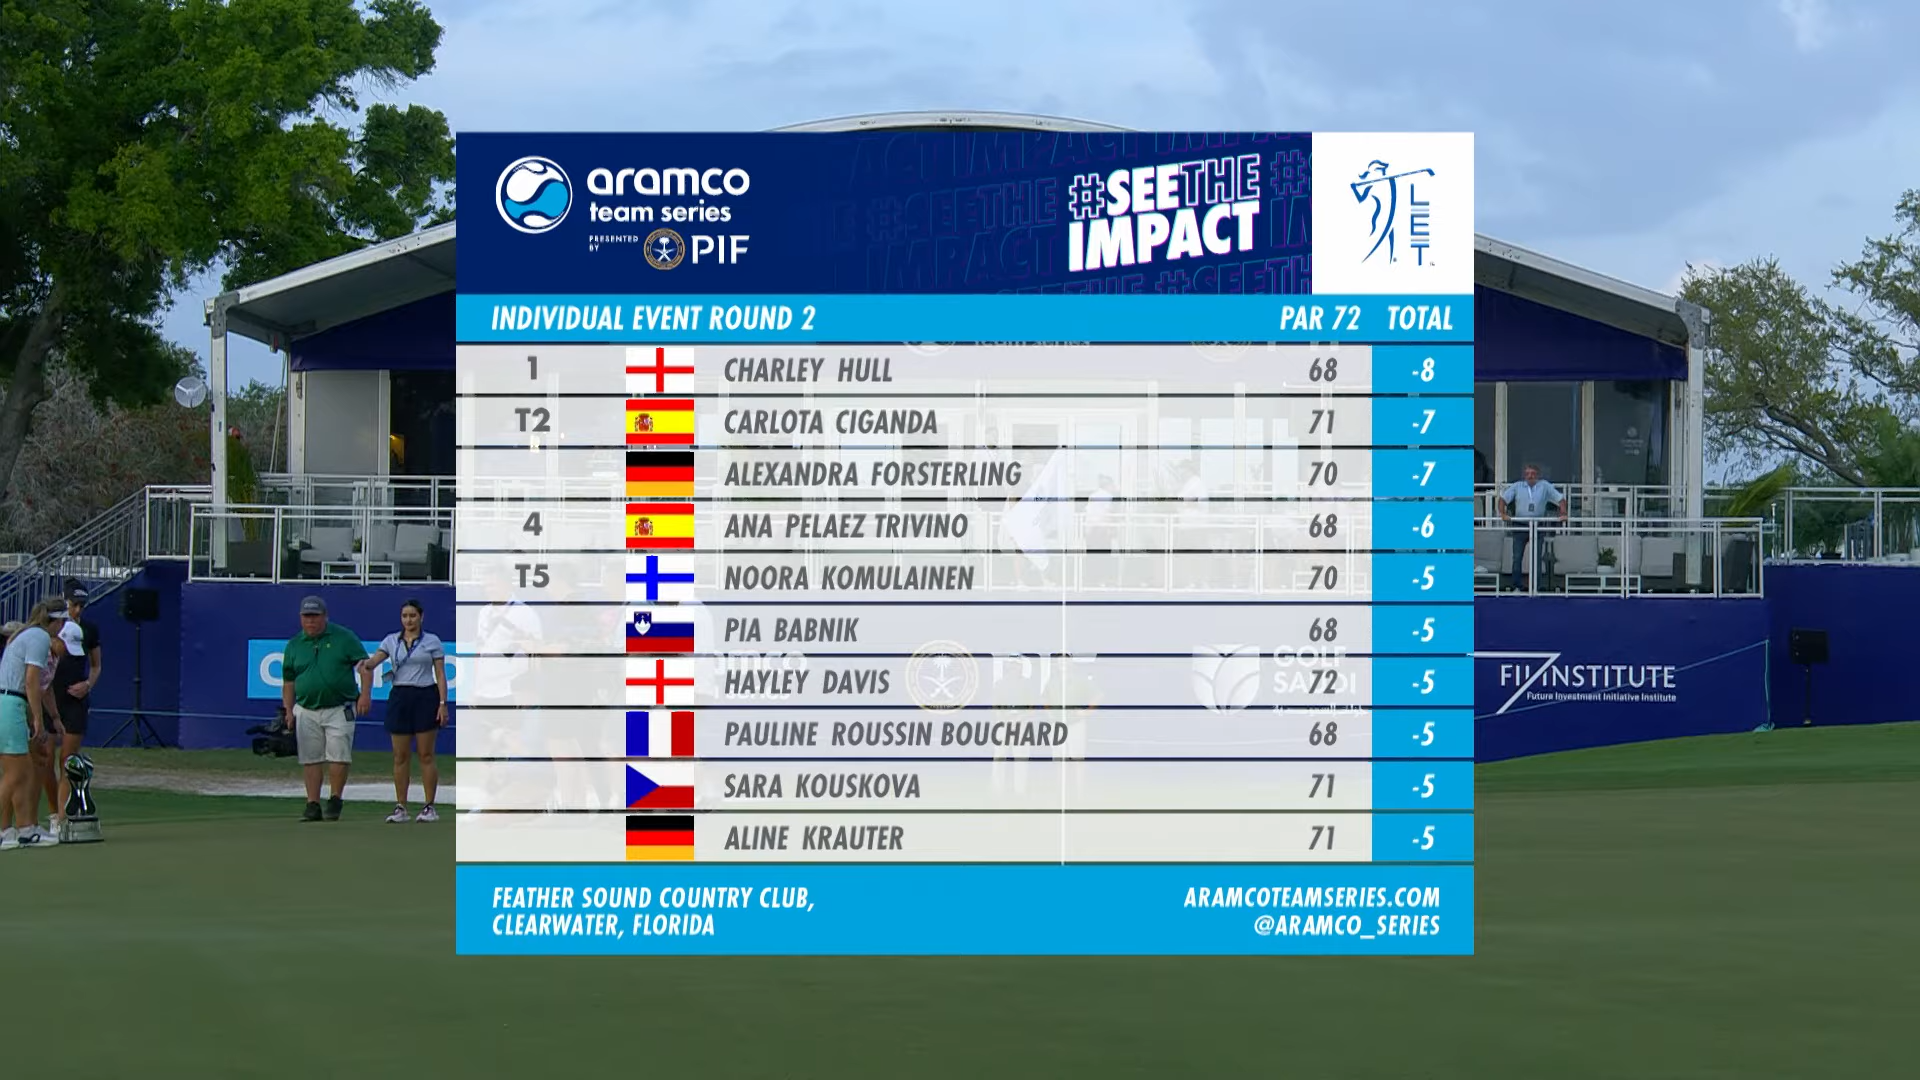 aramco
team series
PRESENTED BY
PIF
#SEETHE
IMPACT
LET
INDIVIDUAL EVENT ROUND 2 PAR 72 TOTAL
1 CHARLEY HULL 68 -8
T2 CARLOTA CIGANDA 71 -7
ALEXANDRA FORSTERLING 70 -7
4 ANA PELAEZ TRIVINO 68 -6
T5 NOORA KOMULAINEN 70 -5
PIA BABNIK 68 -5
HAYLEY DAVIS 72 -5
PAULINE ROUSSIN BOUCHARD 68 -5
SARA KOUSKOVA 71 -5
ALINE KRAUTER 71 -5
FEATHER SOUND COUNTRY CLUB,
CLEARWATER, FLORIDA
ARAMCOTEAMSERIES.COM
@ARAMCO_SERIES
GOLF
SAUDI
FII INSTITUTE
Future Investment Initiative Institute